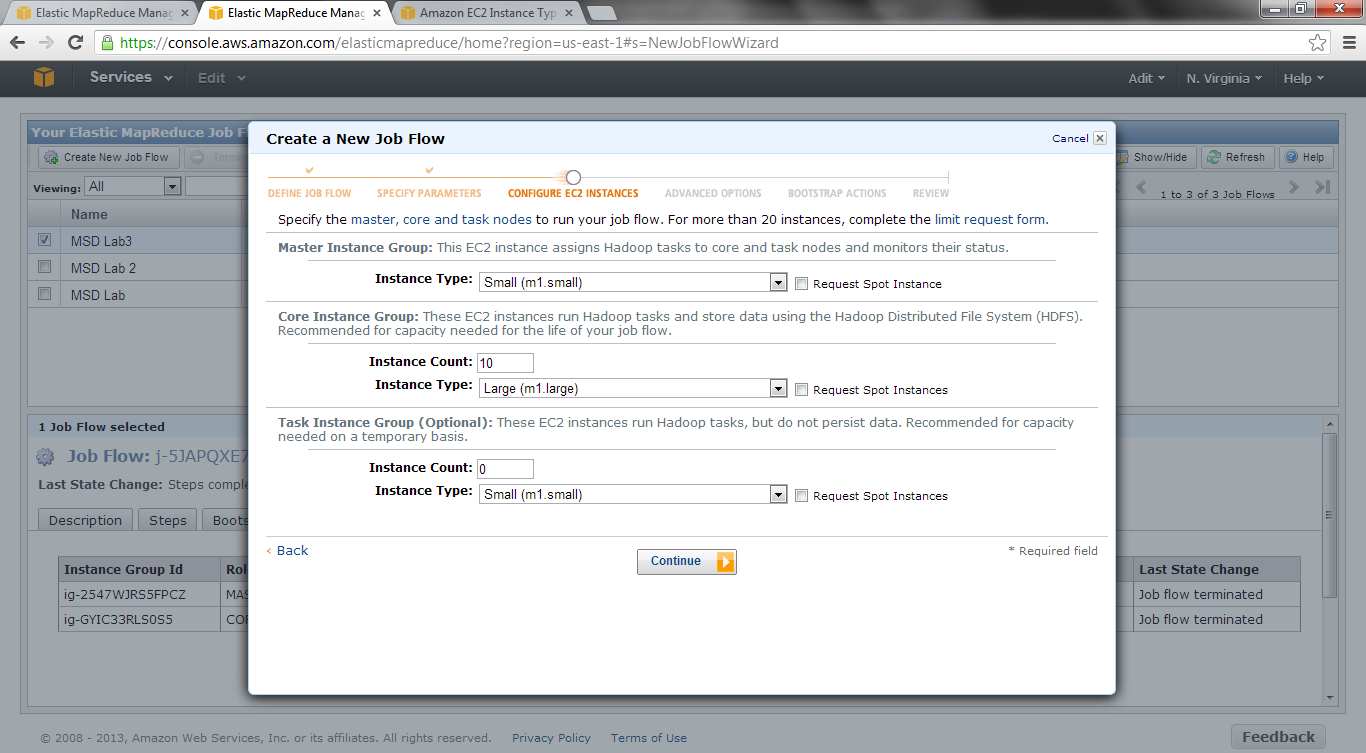 Elastic MapReduce Manag
Elastic MapReduce Manag
Amazon EC2 Instance Typ
https://console.aws.amazon.com/elasticmapreduce/home?region=us-east-1#s=NewJobFlowWizard
Services Edit Adit N. Virginia Help
Your Elastic MapReduce Job F
Create New Job Flow Termin Show/Hide Refresh Help
Viewing: All 1 to 3 of 3 Job Flows
Name
MSD Lab3
MSD Lab 2
MSD Lab
Create a New Job Flow Cancel
DEFINE JOB FLOW SPECIFY PARAMETERS CONFIGURE EC2 INSTANCES ADVANCED OPTIONS BOOTSTRAP ACTIONS REVIEW
Specify the master, core and task nodes to run your job flow. For more than 20 instances, complete the limit request form.
Master Instance Group: This EC2 instance assigns Hadoop tasks to core and task nodes and monitors their status.
Instance Type: Small (m1.small) Request Spot Instance
Core Instance Group: These EC2 instances run Hadoop tasks and store data using the Hadoop Distributed File System (HDFS).
Recommended for capacity needed for the life of your job flow.
Instance Count: 10
Instance Type: Large (m1.large) Request Spot Instances
Task Instance Group (Optional): These EC2 instances run Hadoop tasks, but do not persist data. Recommended for capacity
needed on a temporary basis.
Instance Count: 0
Instance Type: Small (m1.small) Request Spot Instances
< Back Continue * Required field
1 Job Flow selected
Job Flow: j-5JAPQXE7
Last State Change: Steps comple
Description Steps Boots
Instance Group Id Rol Last State Change
ig-2547WJRS5FPCZ MAS Job flow terminated
ig-GYIC33RLS0S5 COR Job flow terminated
© 2008 - 2013, Amazon Web Services, Inc. or its affiliates. All rights reserved. Privacy Policy Terms of Use Feedback